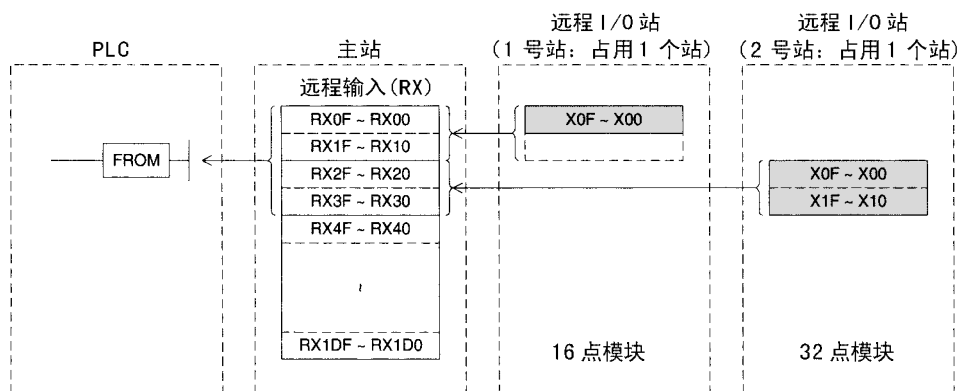 PLC
主站
远程 I/O 站
(1 号站: 占用 1 个站)
远程 I/O 站
(2 号站: 占用 1 个站)
远程输入(RX)
RX0F ~ RX00
RX1F ~ RX10
RX2F ~ RX20
RX3F ~ RX30
RX4F ~ RX40
~
RX1DF ~ RX1D0
FROM
X0F ~ X00
16 点模块
X0F ~ X00
X1F ~ X10
32 点模块